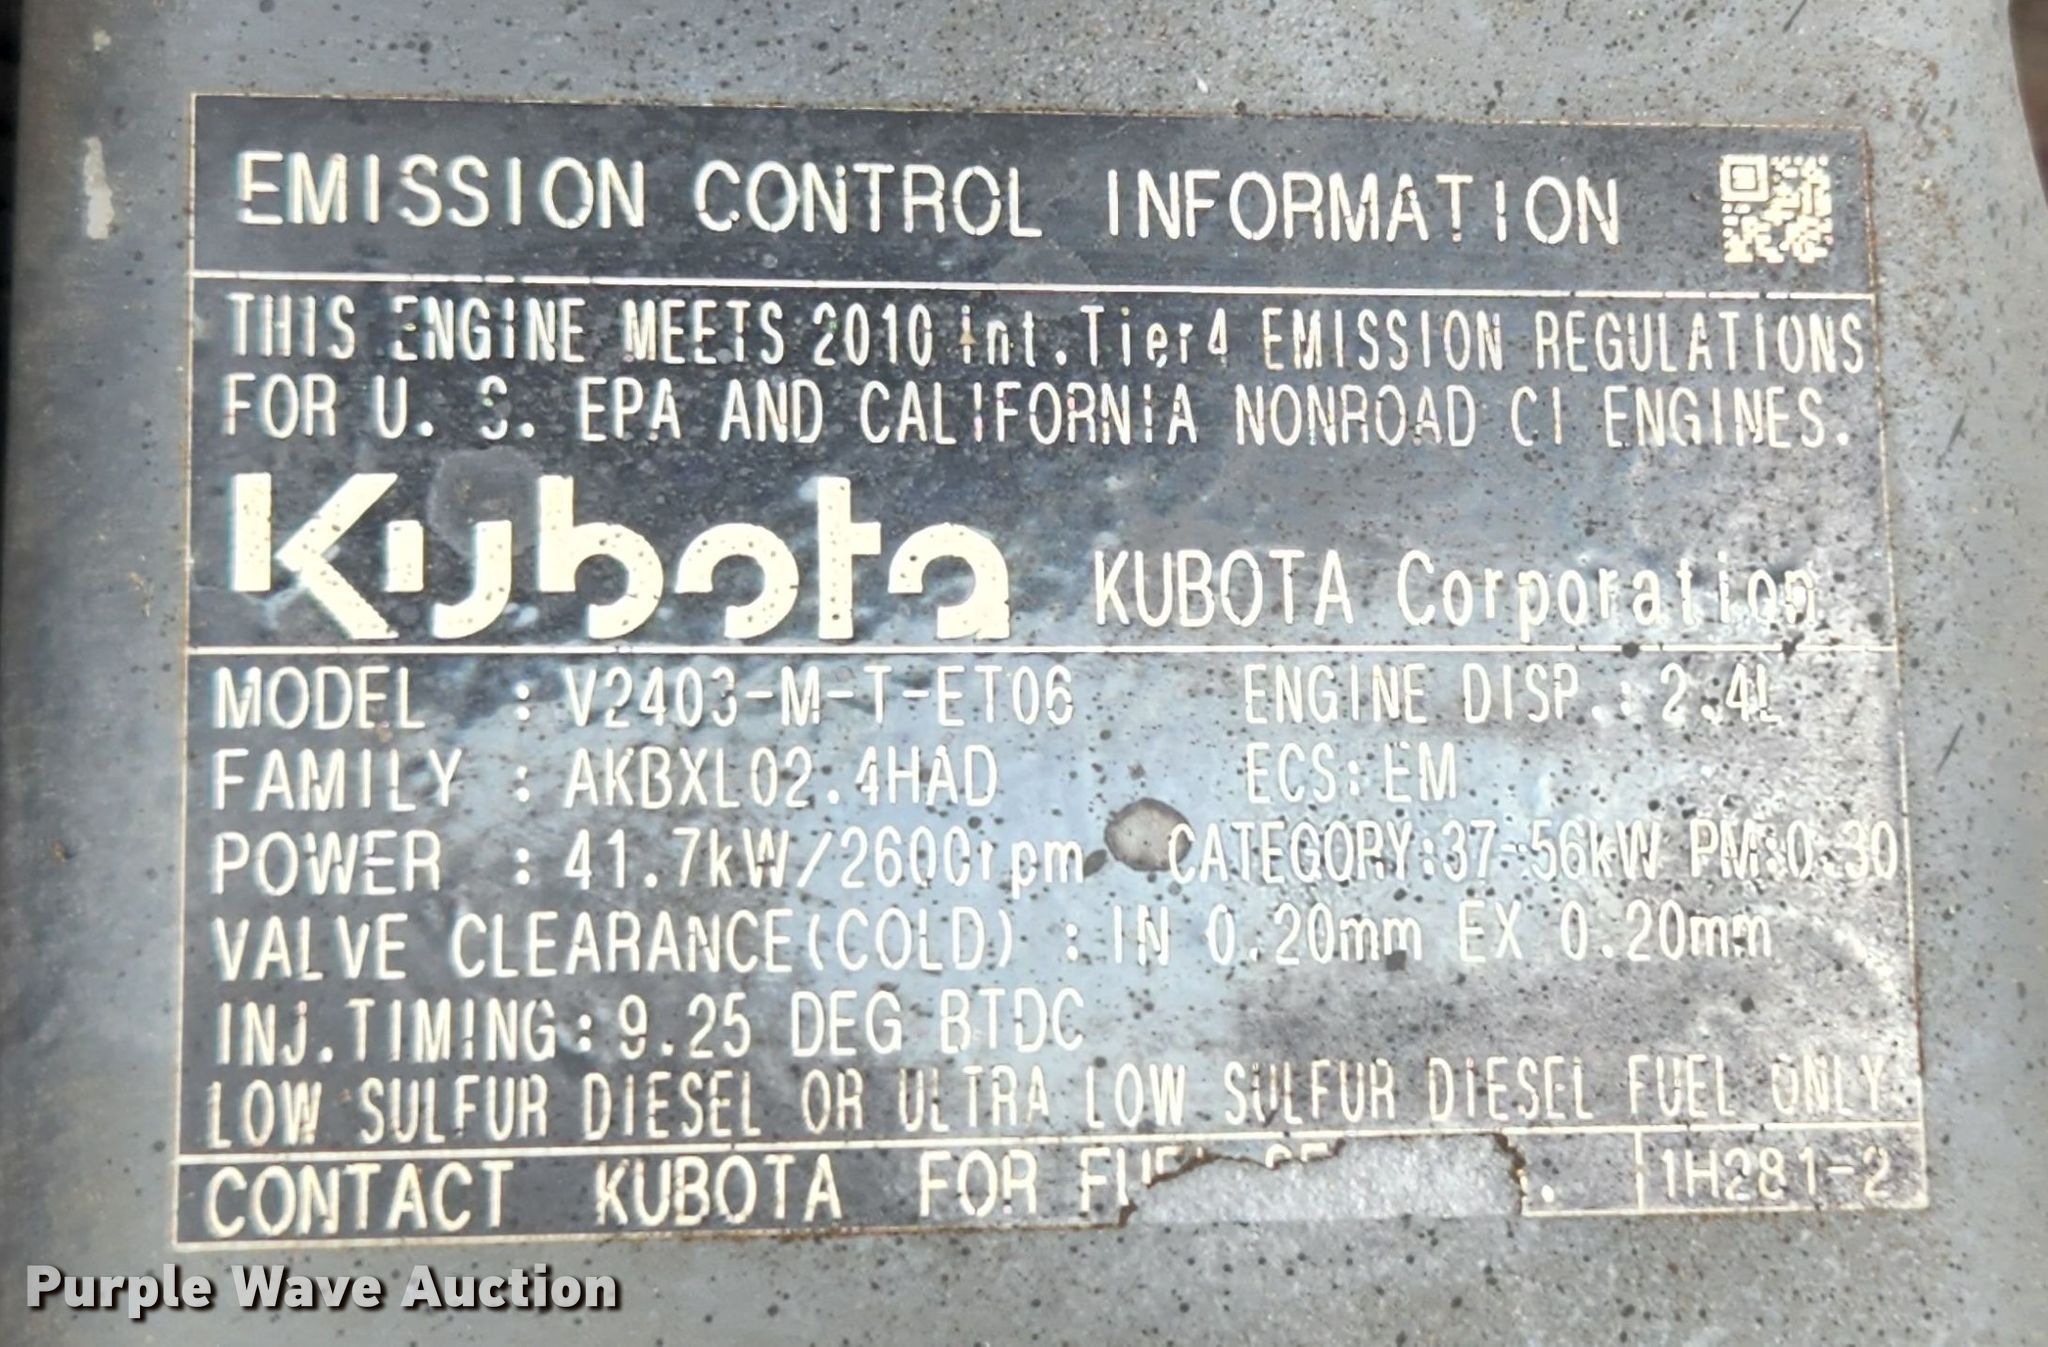 EMISSION CONTROL INFORMATION
THIS ENGINE MEETS 2010 int.Tier4 EMISSION REGULATIONS
FOR U. S. EPA AND CALIFORNIA NONROAD CI ENGINES.
Kubota KUBOTA Corporation
MODEL : V2403-M-T-ET06 ENGINE DISP.: 2.4L
FAMILY : AKBXL02.4HAD ECS: EM
POWER : 41.7kW/2600rpm CATEGORY:37-56kW PM:0.30
VALVE CLEARANCE(COLD) : IN 0.20mm EX 0.20mm
INJ.TIMING: 9.25 DEG BTDC
LOW SULFUR DIESEL OR ULTRA LOW SULFUR DIESEL FUEL ONLY
CONTACT KUBOTA FOR 1H281-2
Purple Wave Auction